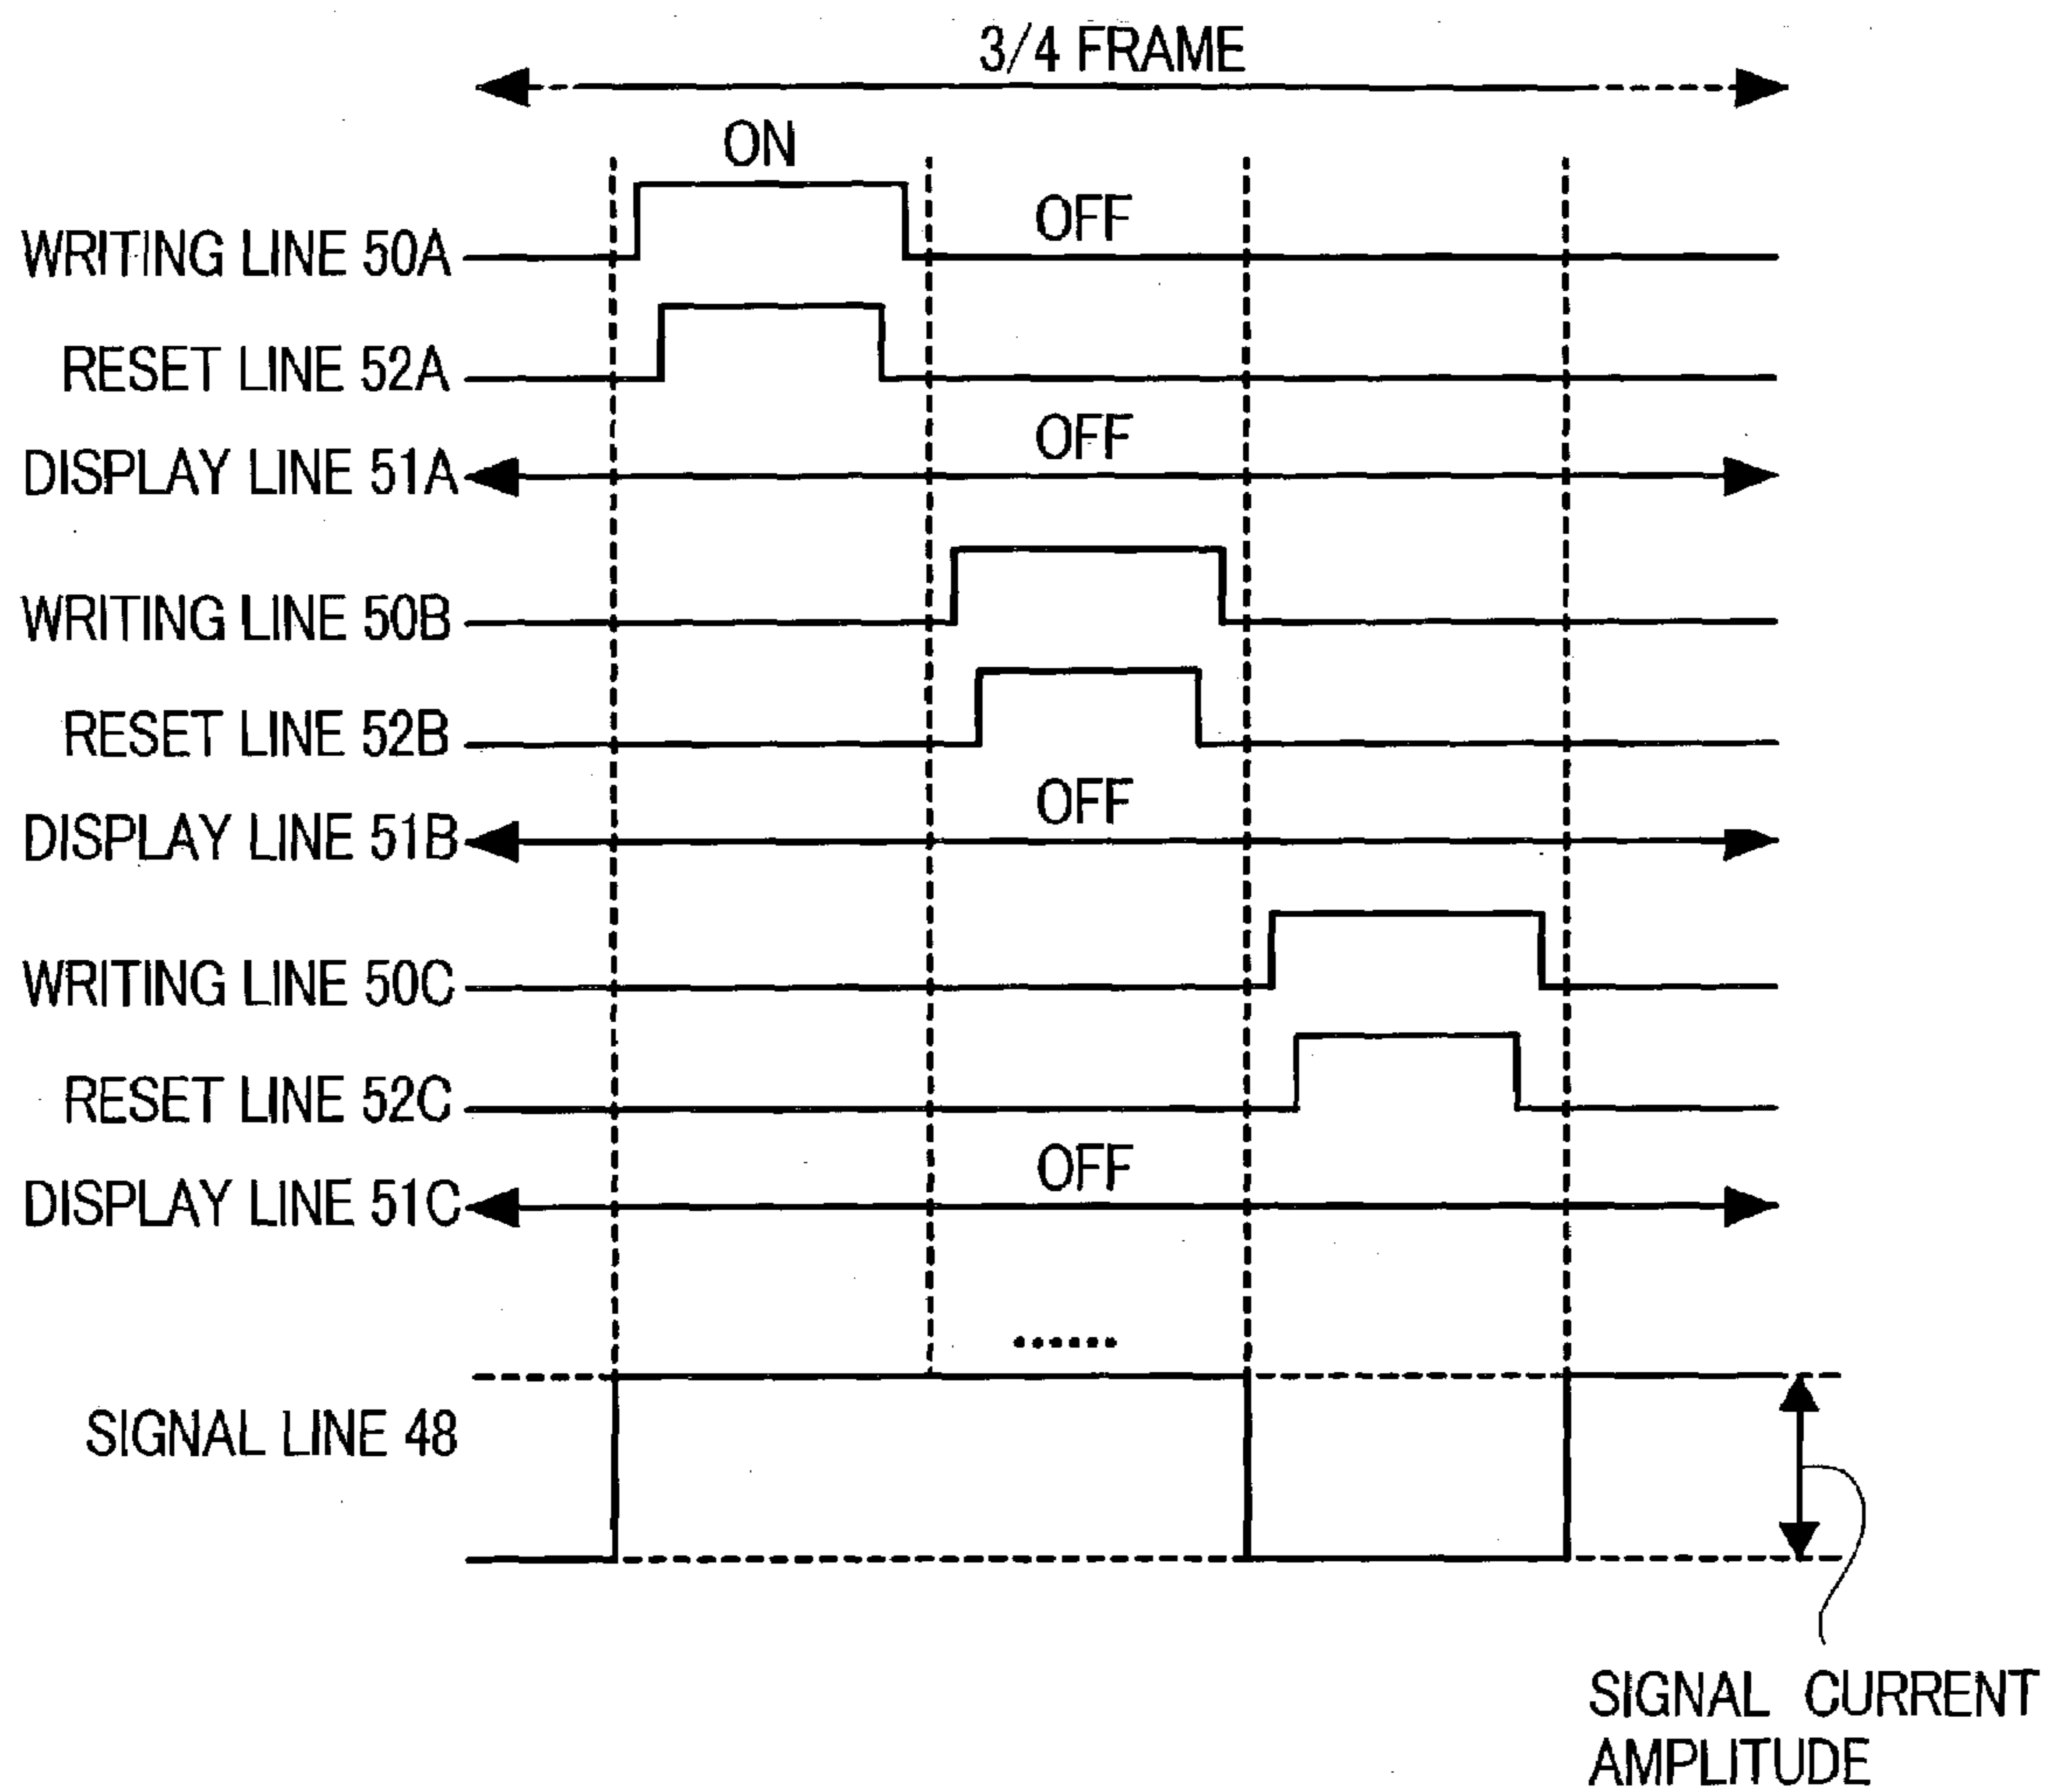 3/4 FRAME
ON
OFF
WRITING LINE 50A
RESET LINE 52A
OFF
DISPLAY LINE 51A
WRITING LINE 50B
RESET LINE 52B
OFF
DISPLAY LINE 51B
WRITING LINE 50C
RESET LINE 52C
OFF
DISPLAY LINE 51C
......
SIGNAL LINE 48
SIGNAL CURRENT
AMPLITUDE